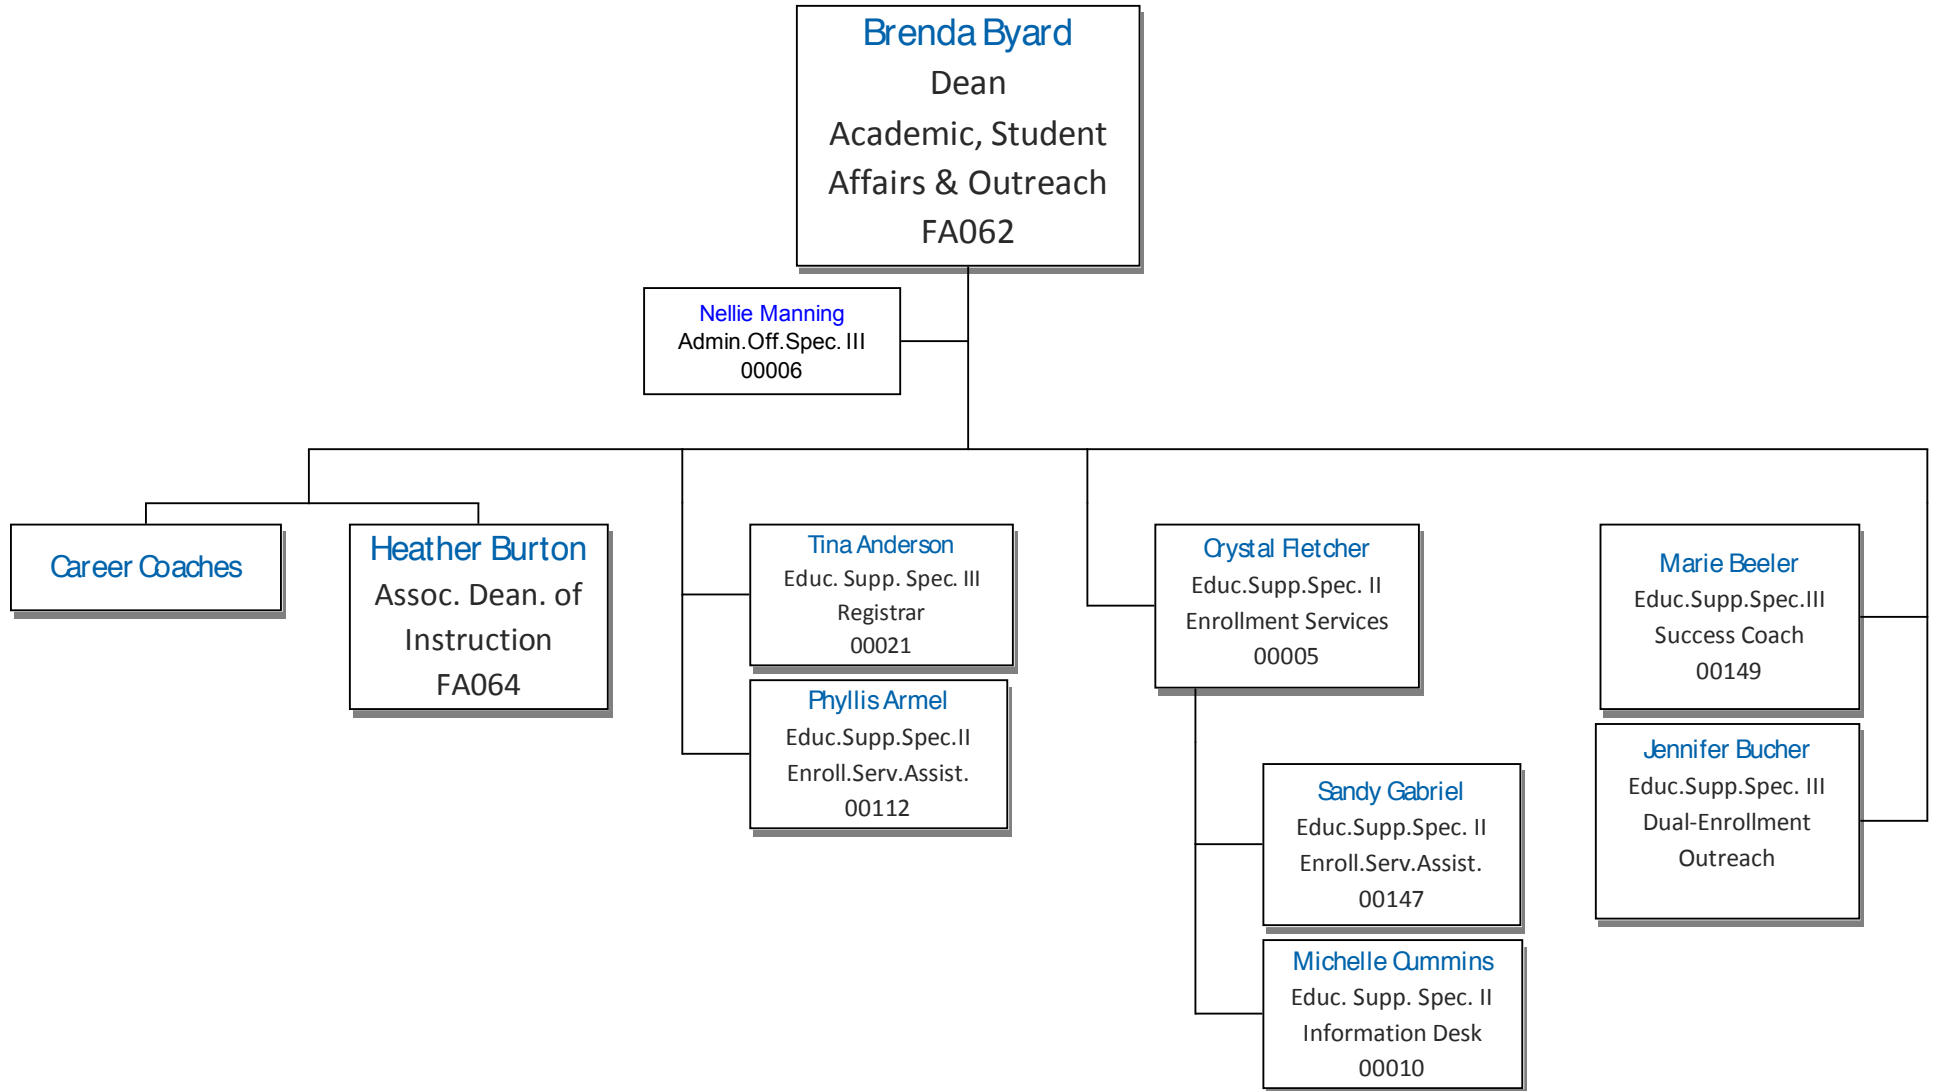 Brenda Byard
Dean
Academic, Student
Affairs & Outreach
FA062
Nellie Manning
Admin.Off.Spec. III
00006
Career Coaches
Heather Burton
Assoc. Dean. of
Instruction
FA064
Tina Anderson
Educ. Supp. Spec. III
Registrar
00021
Phyllis Armel
Educ.Supp.Spec.II
Enroll.Serv.Assist.
00112
Crystal Fletcher
Educ.Supp.Spec. II
Enrollment Services
00005
Sandy Gabriel
Educ.Supp.Spec. II
Enroll.Serv.Assist.
00147
Michelle Cummins
Educ. Supp. Spec. II
Information Desk
00010
Marie Beeler
Educ.Supp.Spec.III
Success Coach
00149
Jennifer Bucher
Educ.Supp.Spec. III
Dual-Enrollment
Outreach